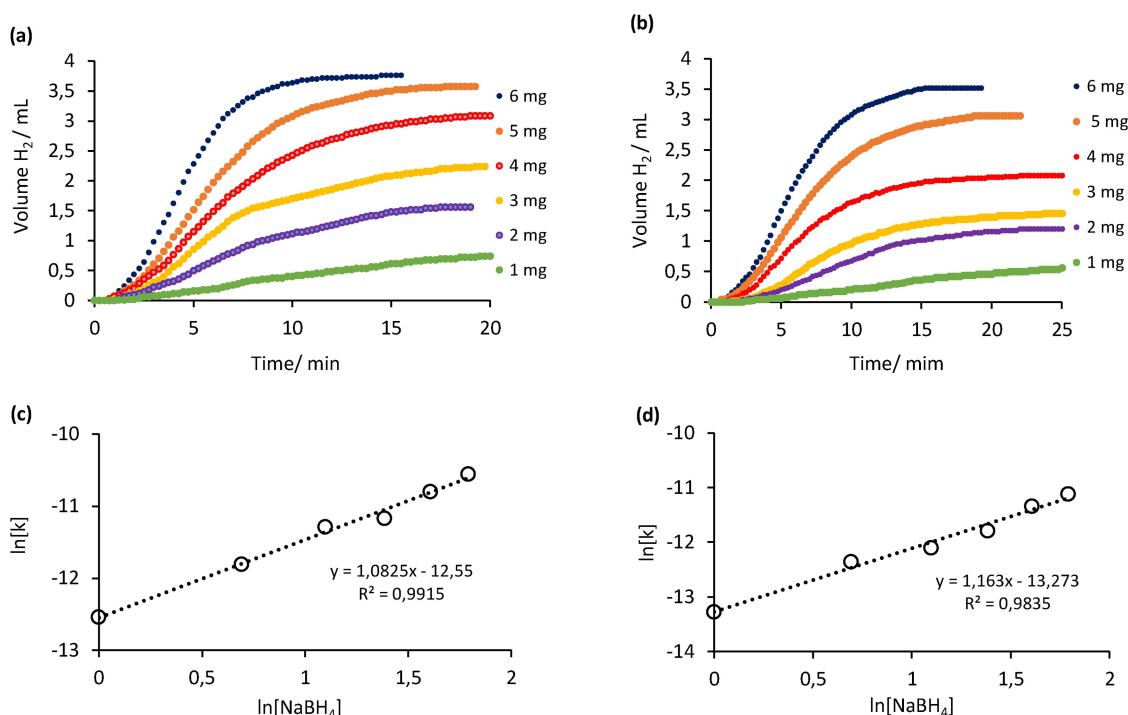 (a)
Volume H2 / mL
4
3,5
3
2,5
2
1,5
1
0,5
0
0 5 10 15 20
Time/ min
6 mg
5 mg
4 mg
3 mg
2 mg
1 mg
(b)
Volume H2 / mL
4
3,5
3
2,5
2
1,5
1
0,5
0
0 5 10 15 20 25
Time/ mim
6 mg
5 mg
4 mg
3 mg
2 mg
1 mg
(c)
ln[k]
-10
-11
-12
-13
y = 1,0825x - 12,55
R² = 0,9915
0 0,5 1 1,5 2
ln[NaBH4]
(d)
ln[k]
-10
-11
-12
-13
-14
y = 1,163x - 13,273
R² = 0,9835
0 0,5 1 1,5 2
ln[NaBH4]